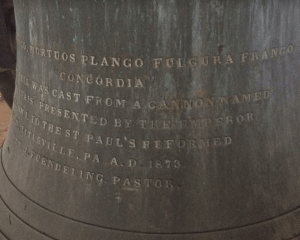 MORTUOS PLANGO FULGURA FRANGO
CONCORDIA"
WAS CAST FROM A CANNON NAMED
PRESENTED BY THE EMPEROR
TO THE ST PAUL'S REFORMED
PA. A.D. 1873.
PASTOR.